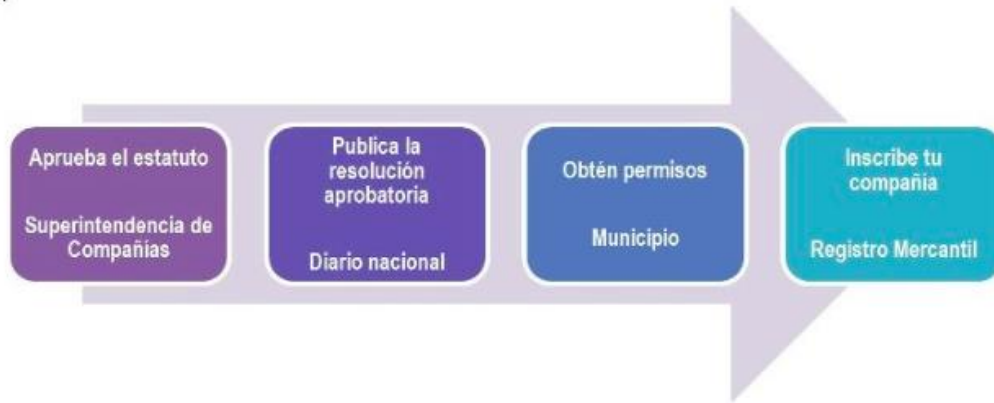 Aprueba el estatuto
Superintendencia de
Compañías
Publica la
resolución
aprobatoria
Diario nacional
Obtén permisos
Municipio
Inscribe tu
compañia
Registro Mercantil